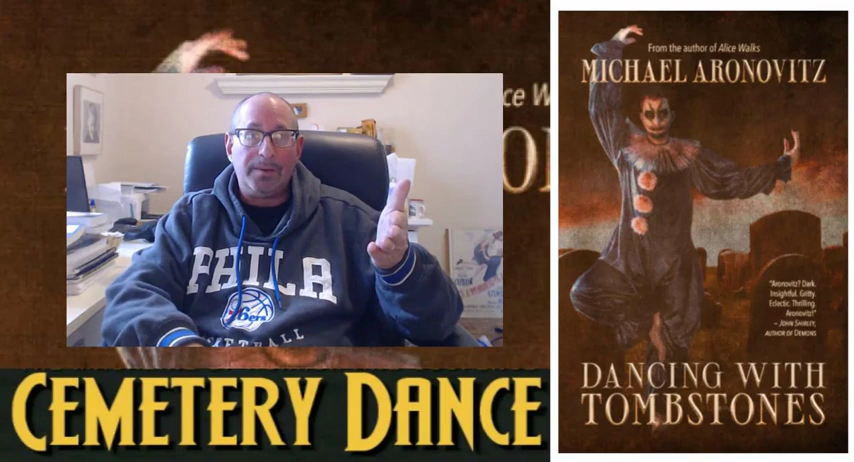 PHILA
76ers
CEMETERY DANCE
From the author of Alice Walks
MICHAEL ARONOVITZ
"Aronovitz? Dark.
Insightful. Gritty.
Eclectic. Thrilling.
Aronovitz!"
– JOHN SHIRLEY,
AUTHOR OF DEMONS
DANCING WITH
TOMBSTONES